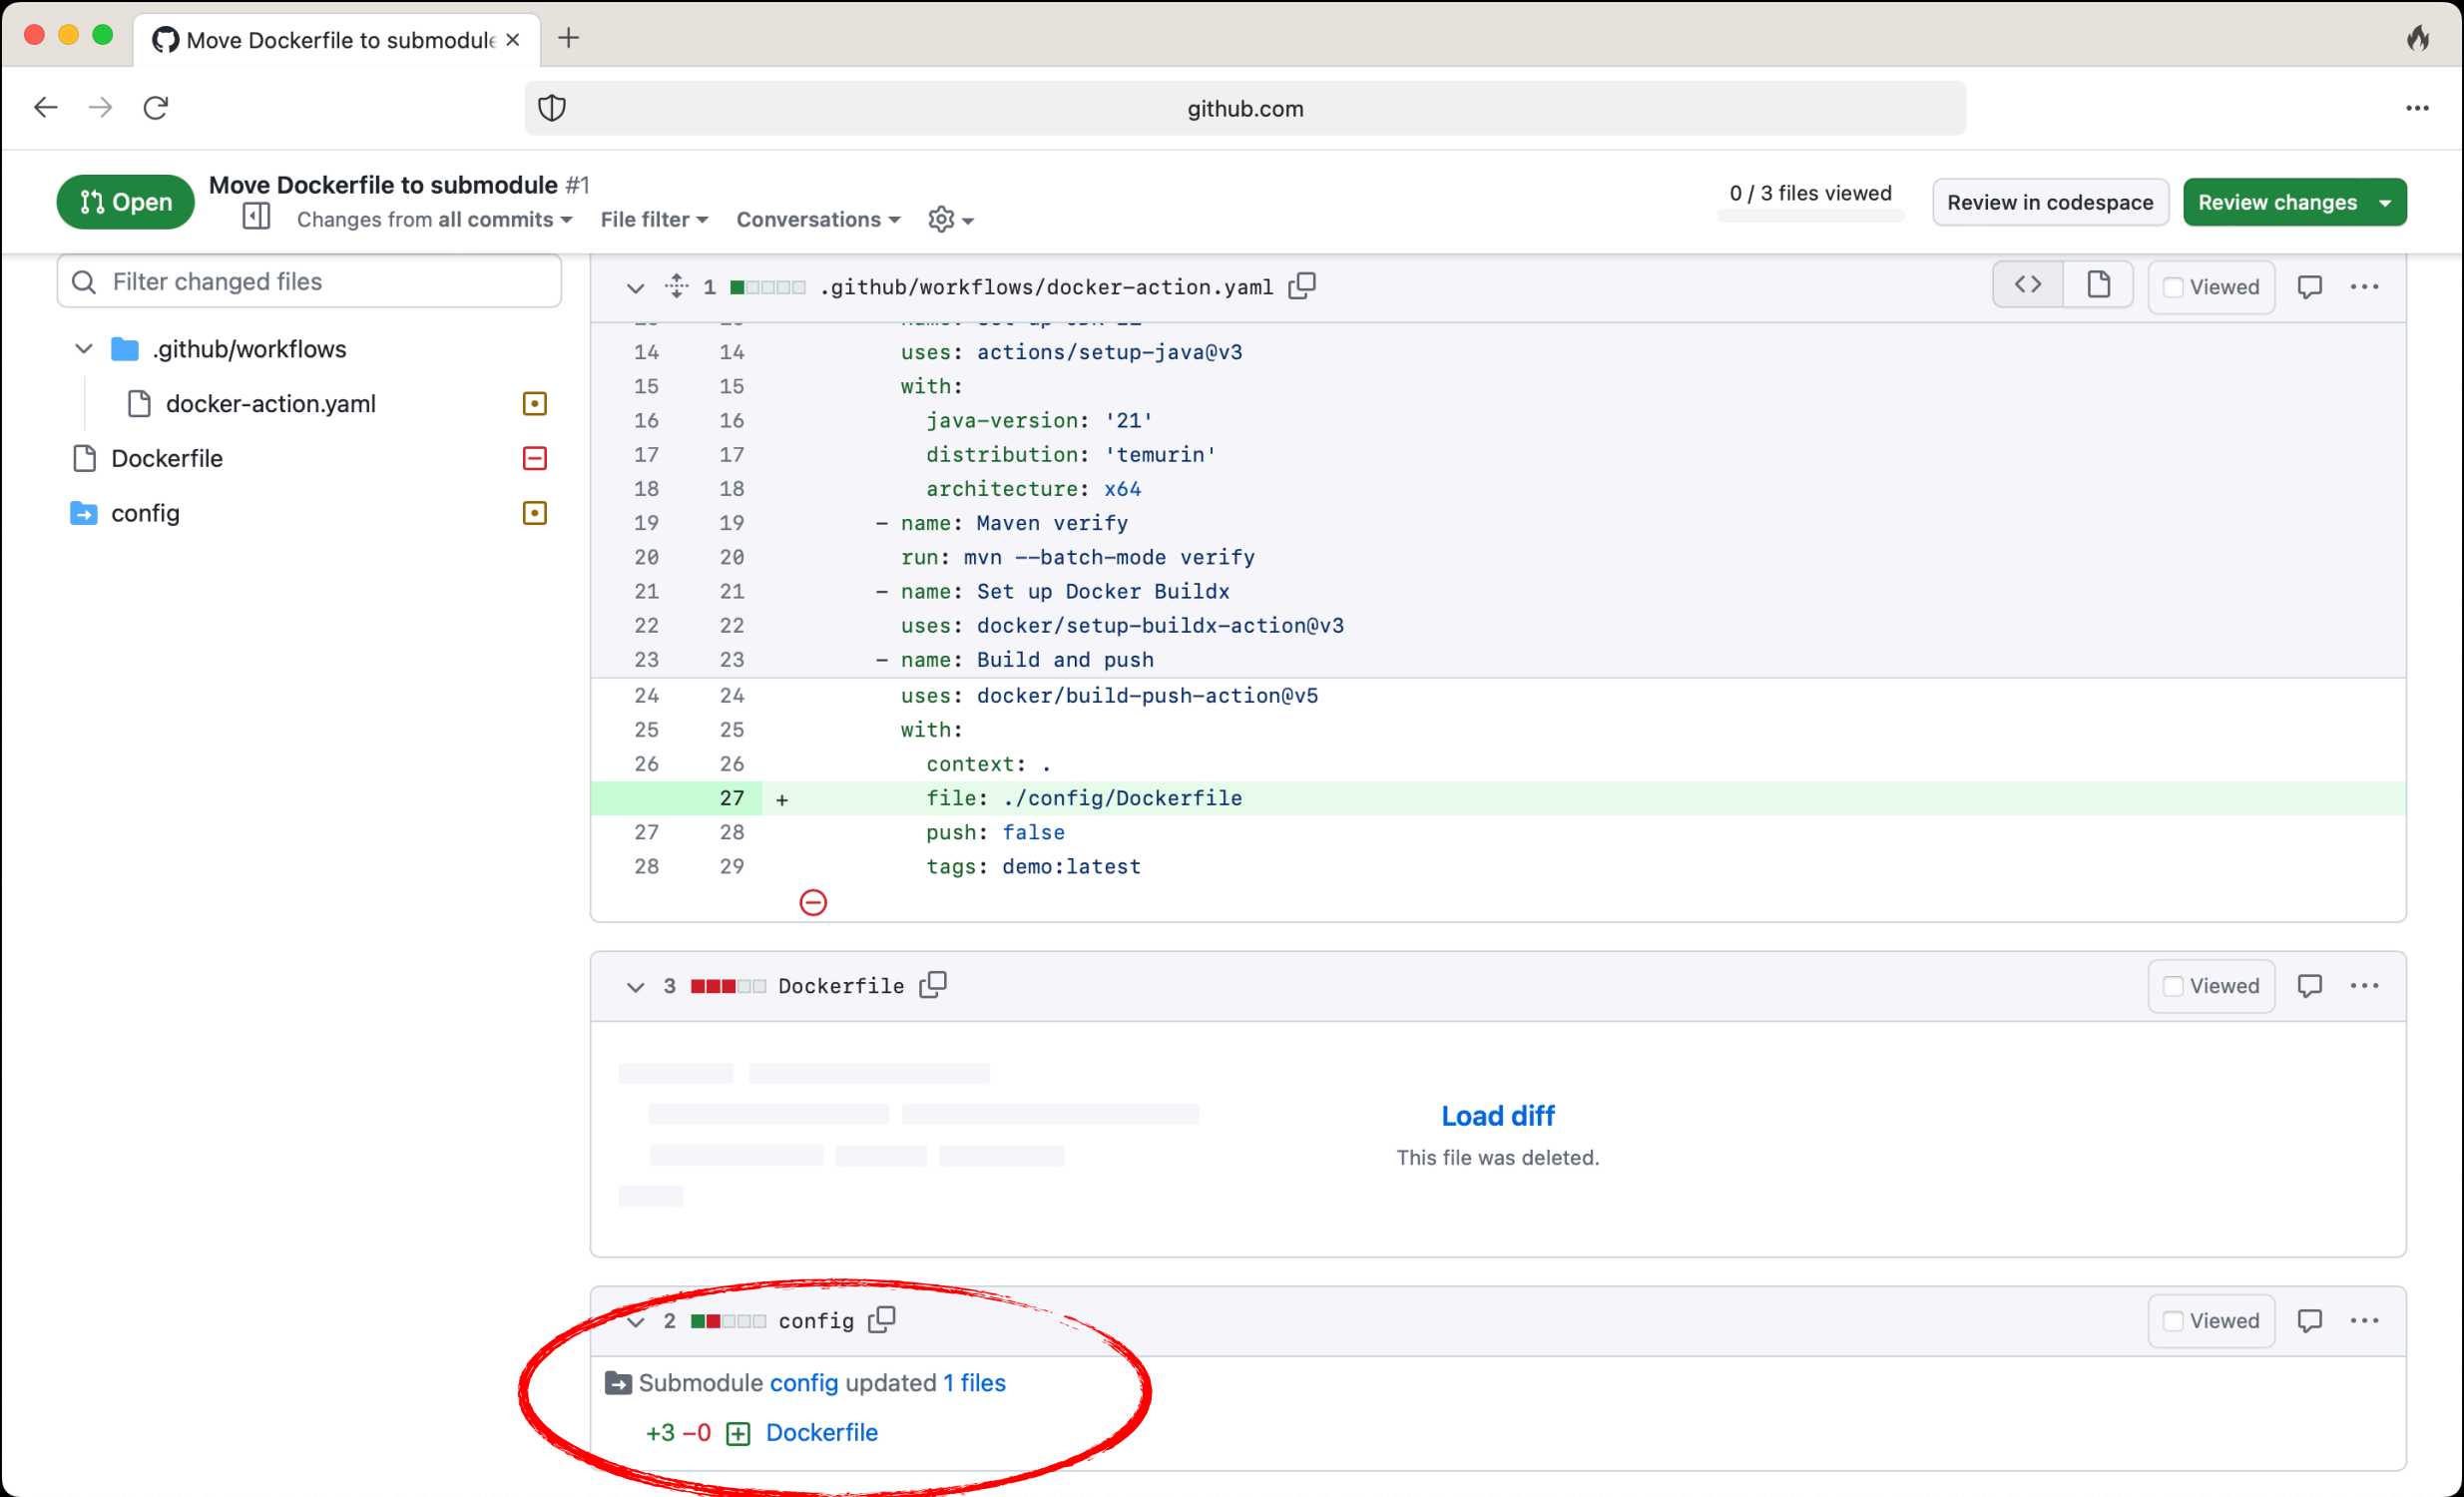 Move Dockerfile to submodule
github.com
Open
Move Dockerfile to submodule #1
Changes from all commits
File filter
Conversations
0 / 3 files viewed
Review in codespace
Review changes
Filter changed files
.github/workflows
docker-action.yaml
Dockerfile
config
1 .github/workflows/docker-action.yaml
Viewed
14 14 uses: actions/setup-java@v3
15 15 with:
16 16 java-version: '21'
17 17 distribution: 'temurin'
18 18 architecture: x64
19 19 - name: Maven verify
20 20 run: mvn --batch-mode verify
21 21 - name: Set up Docker Buildx
22 22 uses: docker/setup-buildx-action@v3
23 23 - name: Build and push
24 24 uses: docker/build-push-action@v5
25 25 with:
26 26 context: .
27 + file: ./config/Dockerfile
27 28 push: false
28 29 tags: demo:latest
3 Dockerfile
Viewed
Load diff
This file was deleted.
2 config
Viewed
Submodule config updated 1 files
+3 −0 Dockerfile